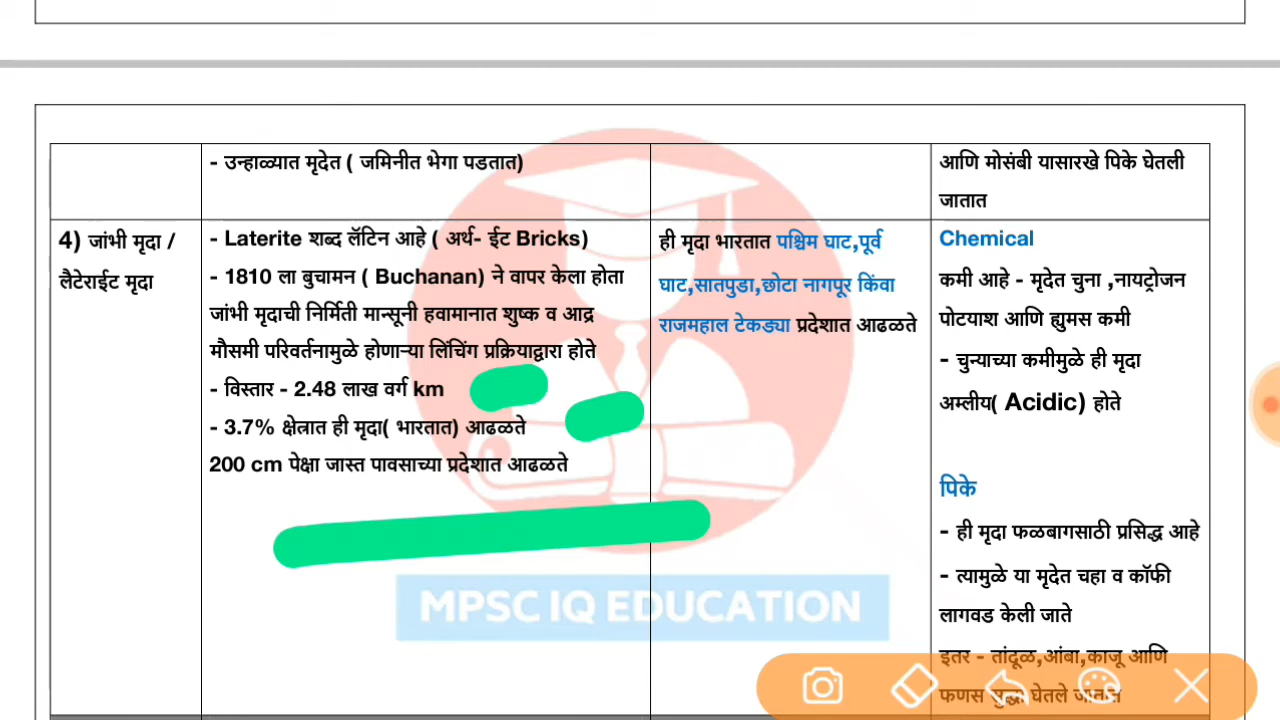 - उन्हाळ्यात मृदेत ( जमिनीत भेगा पडतात)
आणि मोसंबी यासारखे पिके घेतली
जातात
4) जांभी मृदा /
लॅटेराईट मृदा
- Laterite शब्द लॅटिन आहे ( अर्थ- ईट Bricks)
- 1810 ला बुचामन ( Buchanan) ने वापर केला होता
जांभी मृदाची निर्मिती मान्सूनी हवामानात शुष्क व आद्र
मौसमी परिवर्तनामुळे होणाऱ्या लिंचिंग प्रक्रियाद्वारा होते
- विस्तार - 2.48 लाख वर्ग km
- 3.7% क्षेत्रात ही मृदा( भारतात) आढळते
200 cm पेक्षा जास्त पावसाच्या प्रदेशात आढळते
ही मृदा भारतात पश्चिम घाट,पूर्व
घाट,सातपुडा,छोटा नागपूर किंवा
राजमहाल टेकड्या प्रदेशात आढळते
Chemical
कमी आहे - मृदेत चुना ,नायट्रोजन
पोटयाश आणि ह्युमस कमी
- चुन्याच्या कमीमुळे ही मृदा
अम्लीय( Acidic) होते
पिके
- ही मृदा फळबागसाठी प्रसिद्ध आहे
- त्यामुळे या मृदेत चहा व कॉफी
लागवड केली जाते
इतर - तांदूळ,आंबा,काजू आणि
फणस सुद्धा घेतले जातात
MPSC IQ EDUCATION